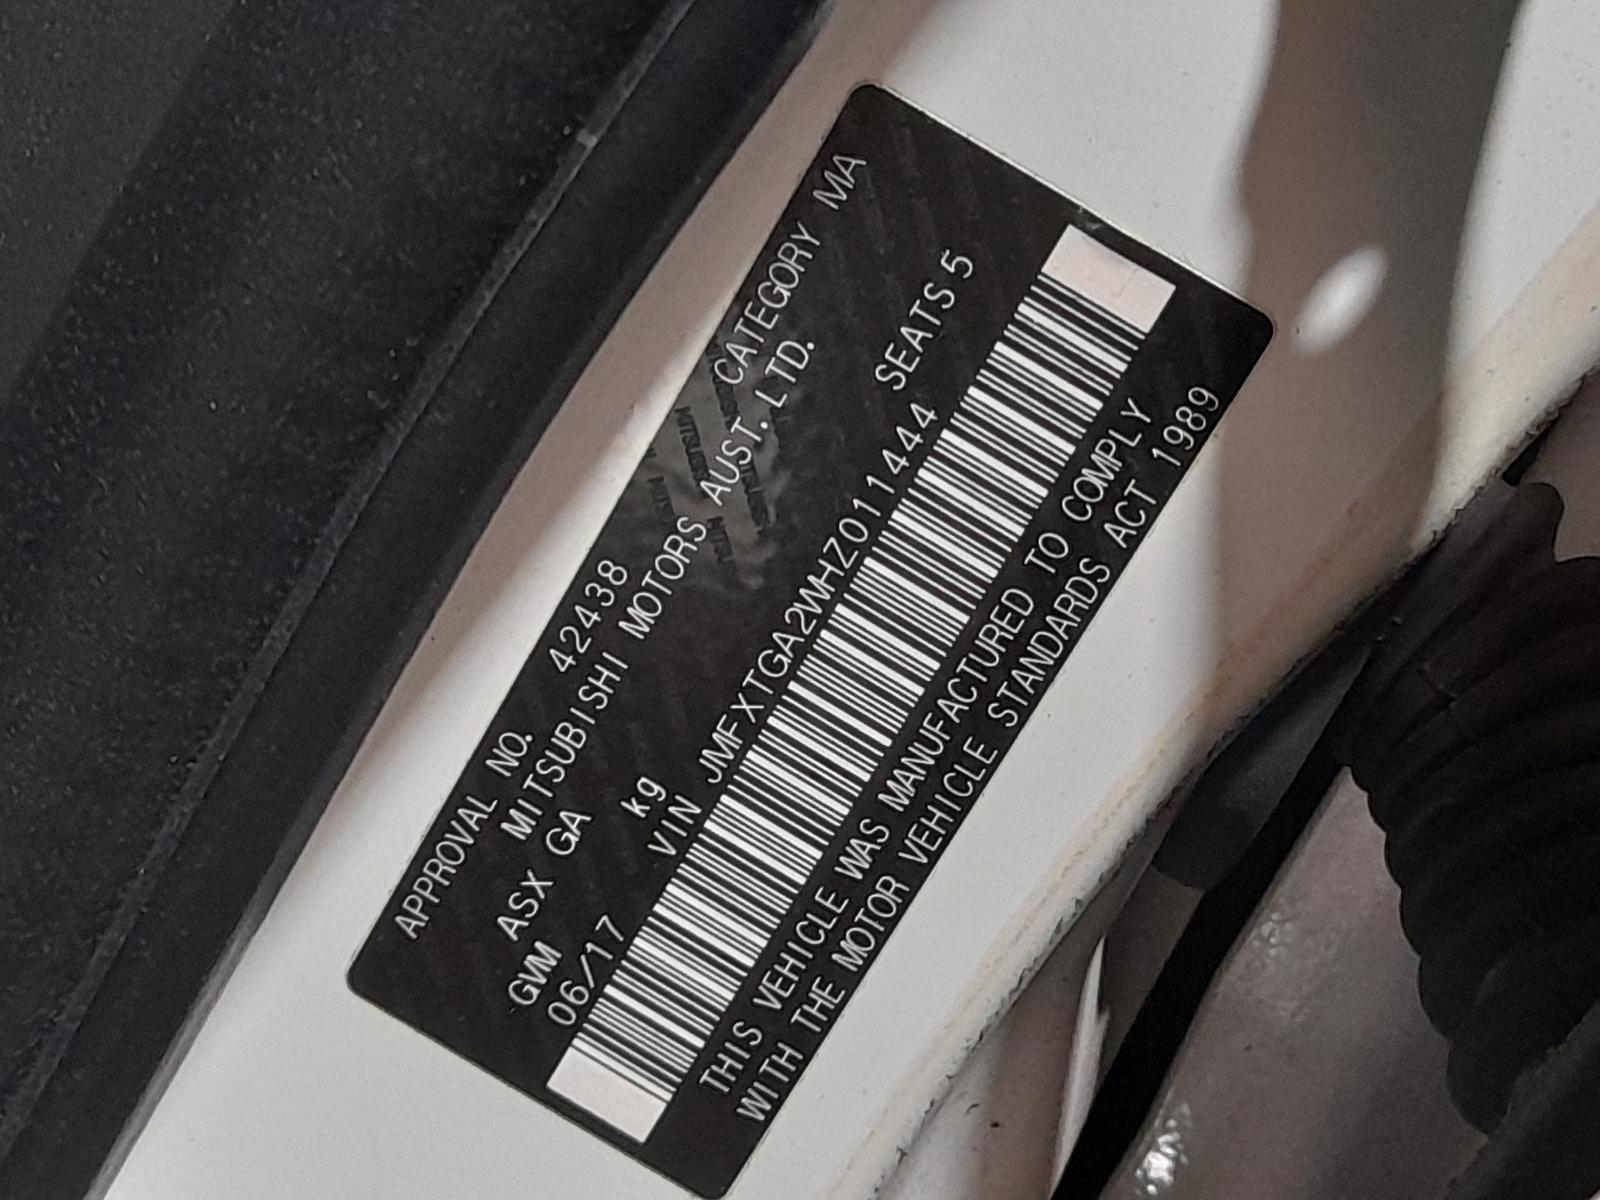 APPROVAL NO. 42438 CATEGORY MA
MITSUBISHI MOTORS AUST. LTD.
ASX GA
GVM kg SEATS 5
06/17 VIN JMFXTGA2WHZ011444
THIS VEHICLE WAS MANUFACTURED TO COMPLY
WITH THE MOTOR VEHICLE STANDARDS ACT 1989